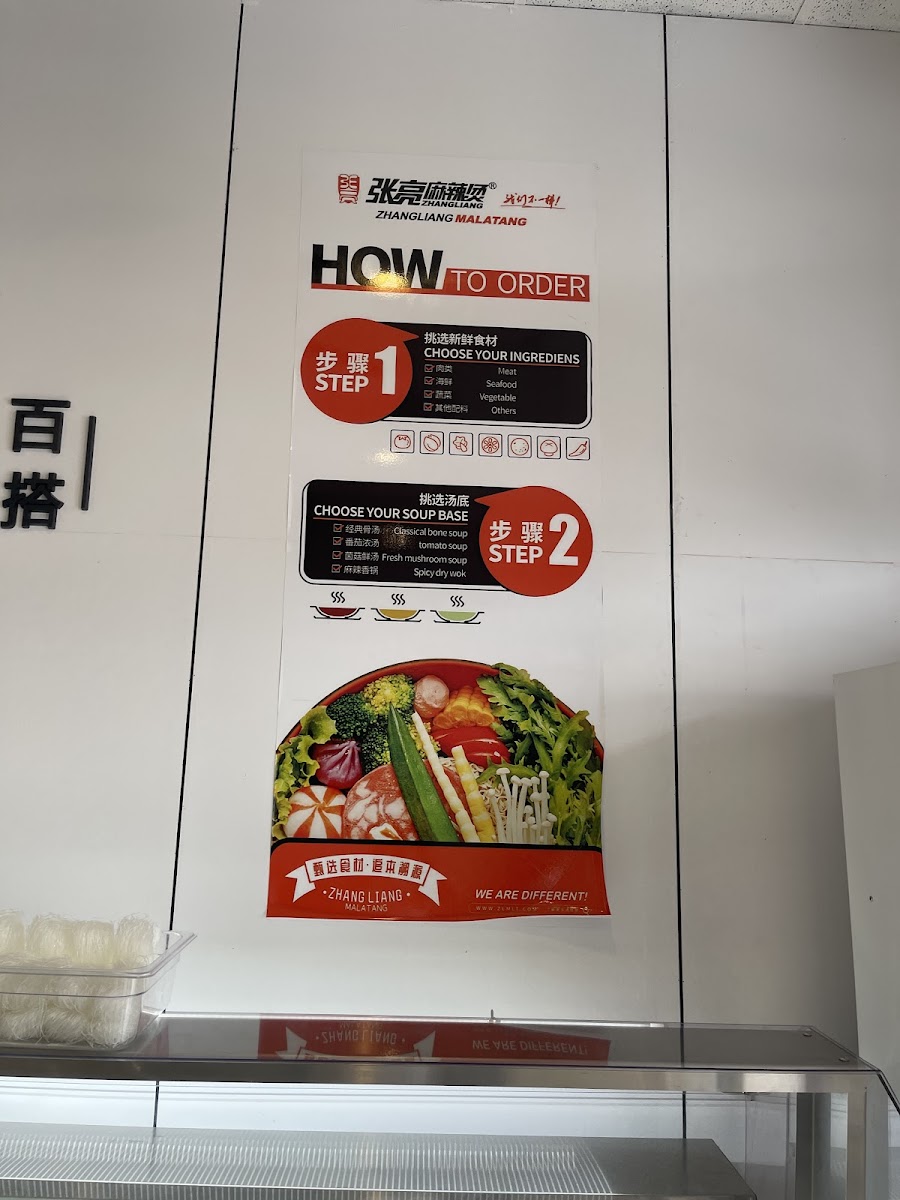 张亮麻辣烫®
ZHANGLIANG
我们不一样!
ZHANGLIANG MALATANG
HOW TO ORDER
步骤1
STEP
挑选新鲜食材
CHOOSE YOUR INGREDIENS
肉类 Meat
海鲜 Seafood
蔬菜 Vegetable
其他配料 Others
挑选汤底
CHOOSE YOUR SOUP BASE
经典骨汤 Classical bone soup
番茄浓汤 tomato soup
菌菇鲜汤 Fresh mushroom soup
麻辣香锅 Spicy dry wok
步骤2
STEP
百搭
甄选食材·追本溯源
·ZHANG LIANG·
MALATANG
WE ARE DIFFERENT!